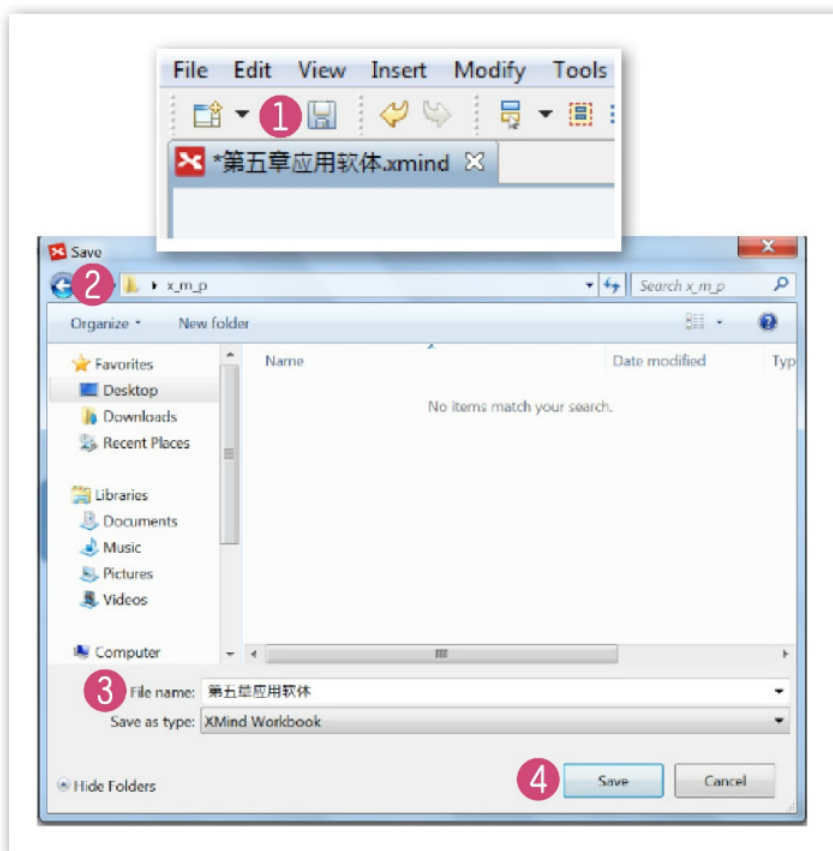 File Edit View Insert Modify Tools
1
*第五章应用软体.xmind
Save
2
x_m_p
Search x_m_p
Organize
New folder
Name
Date modified
Typ
No items match your search.
Favorites
Desktop
Downloads
Recent Places
Libraries
Documents
Music
Pictures
Videos
Computer
3
File name: 第五章应用软体
Save as type: XMind Workbook
Hide Folders
4
Save
Cancel